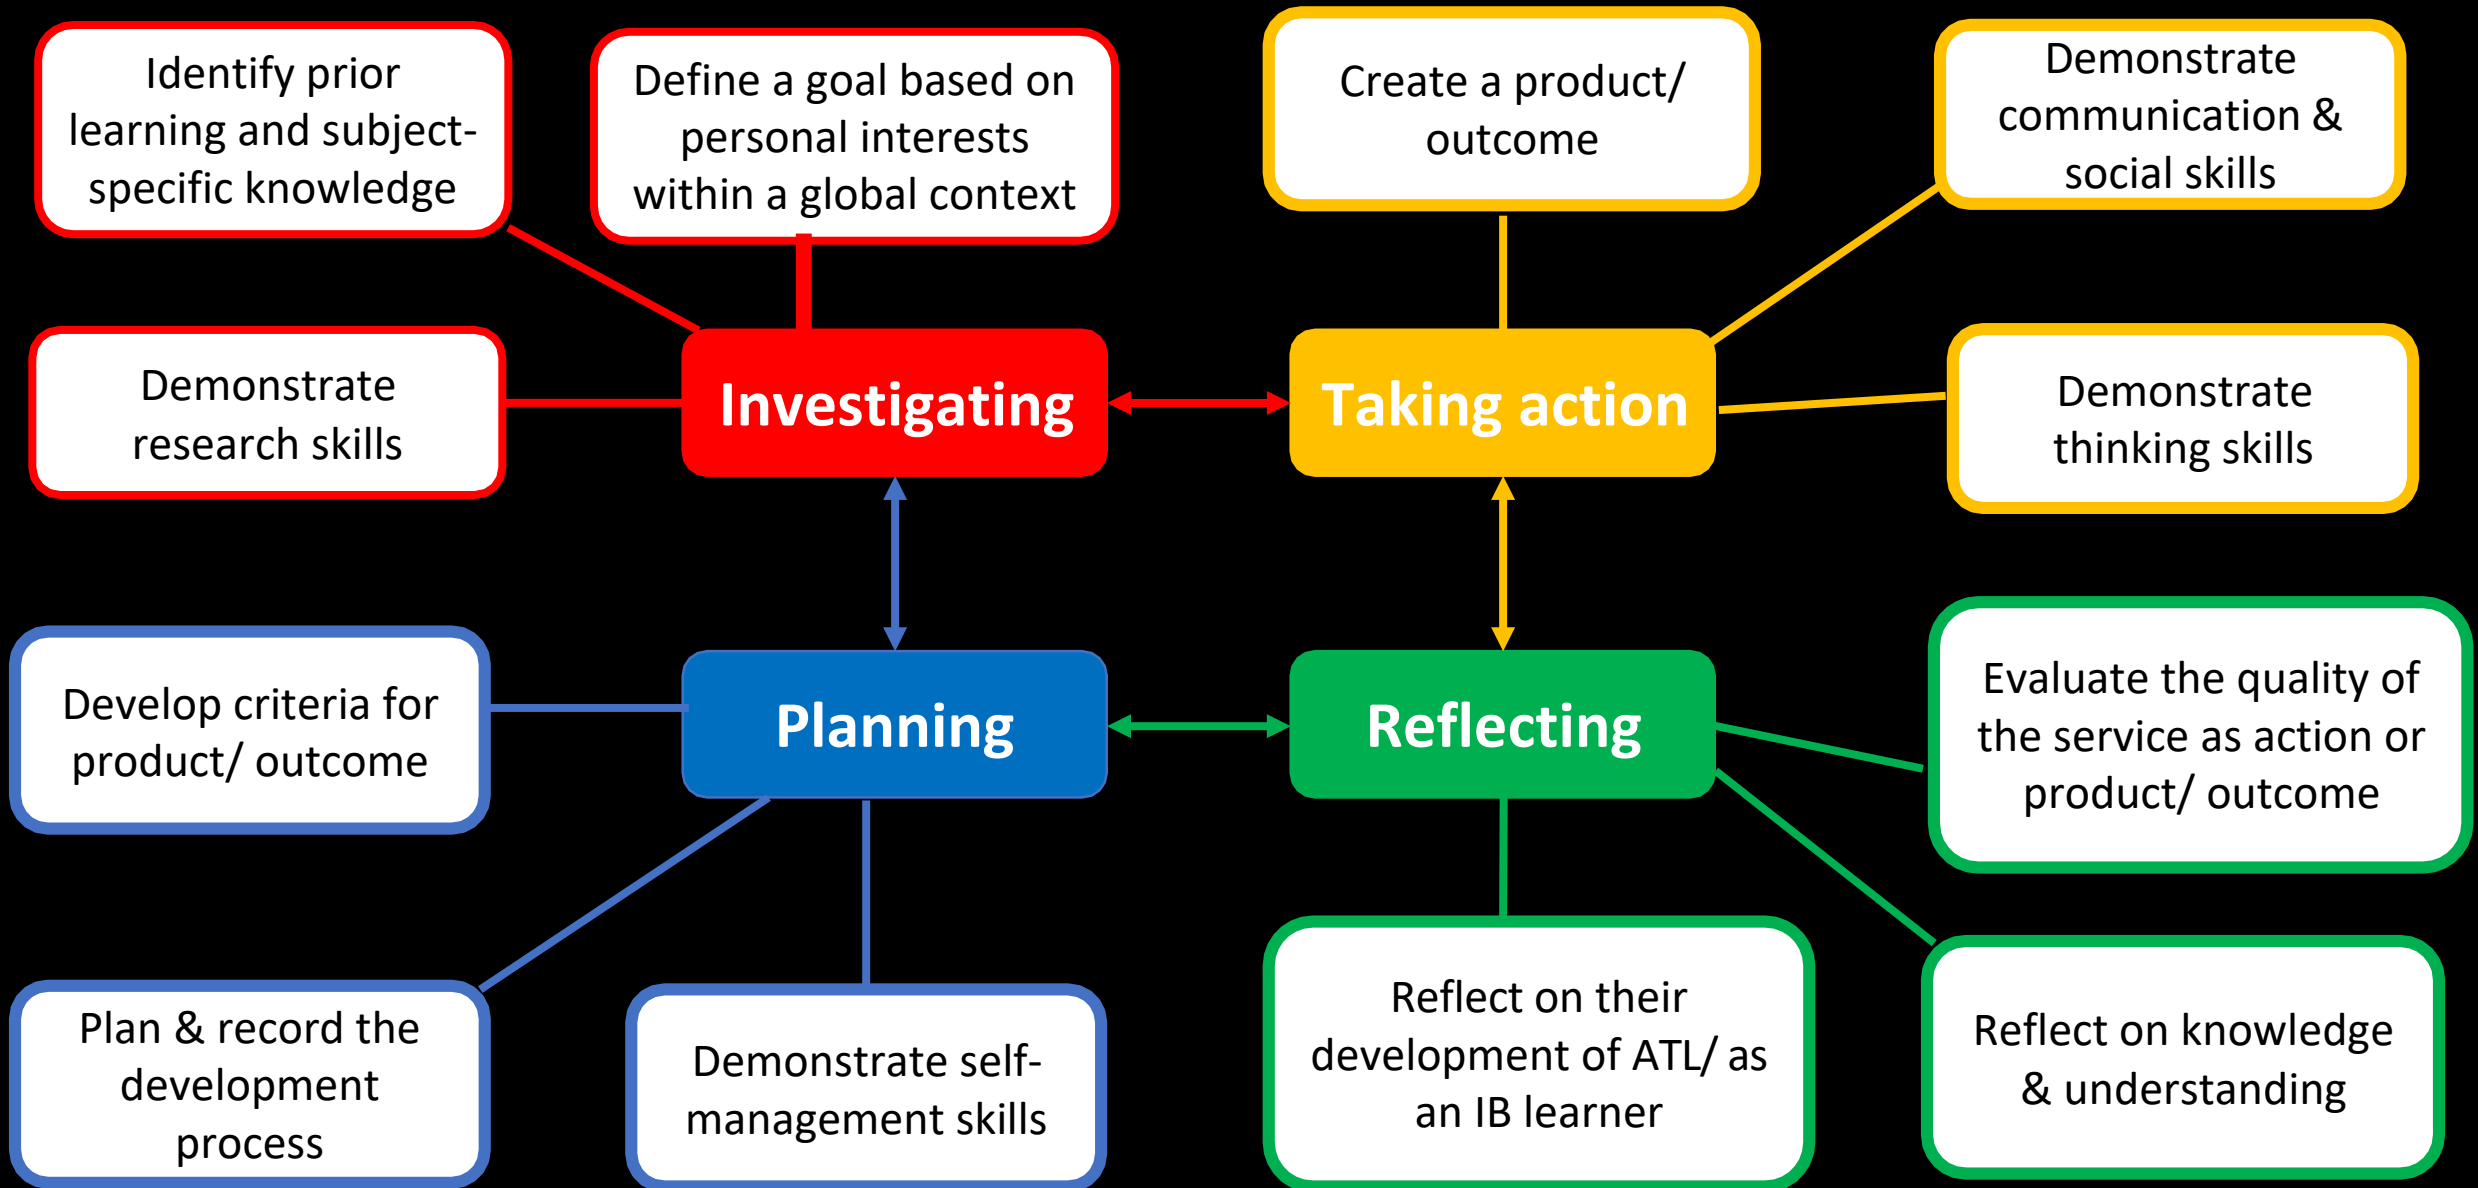 Identify prior
learning and subject-
specific knowledge
Define a goal based on
personal interests
within a global context
Create a product/
outcome
Demonstrate
communication &
social skills
Demonstrate
research skills
Investigating
Taking action
Demonstrate
thinking skills
Develop criteria for
product/ outcome
Planning
Reflecting
Evaluate the quality of
the service as action or
product/ outcome
Plan & record the
development
process
Demonstrate self-
management skills
Reflect on their
development of ATL/ as
an IB learner
Reflect on knowledge
& understanding